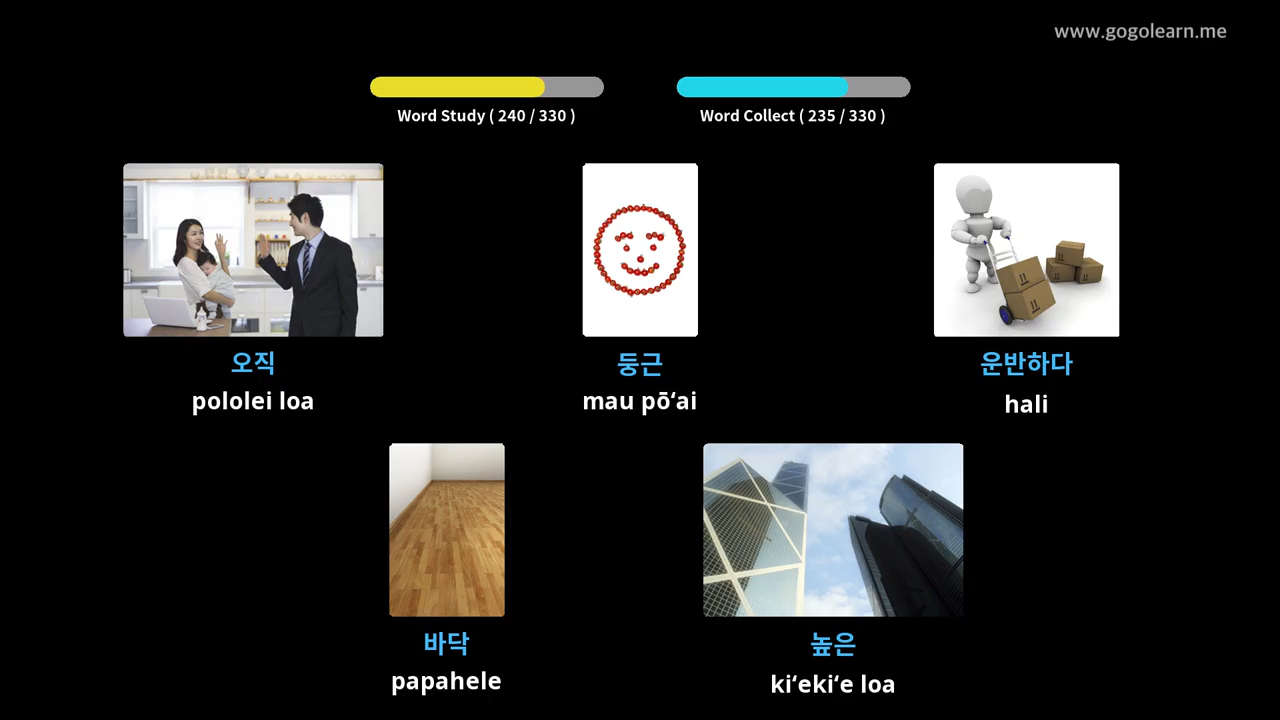 www.gogolearn.me
Word Study ( 240 / 330 )
Word Collect ( 235 / 330 )
오직
pololei loa
둥근
mau pōʻai
운반하다
hali
바닥
papahele
높은
kiʻekiʻe loa